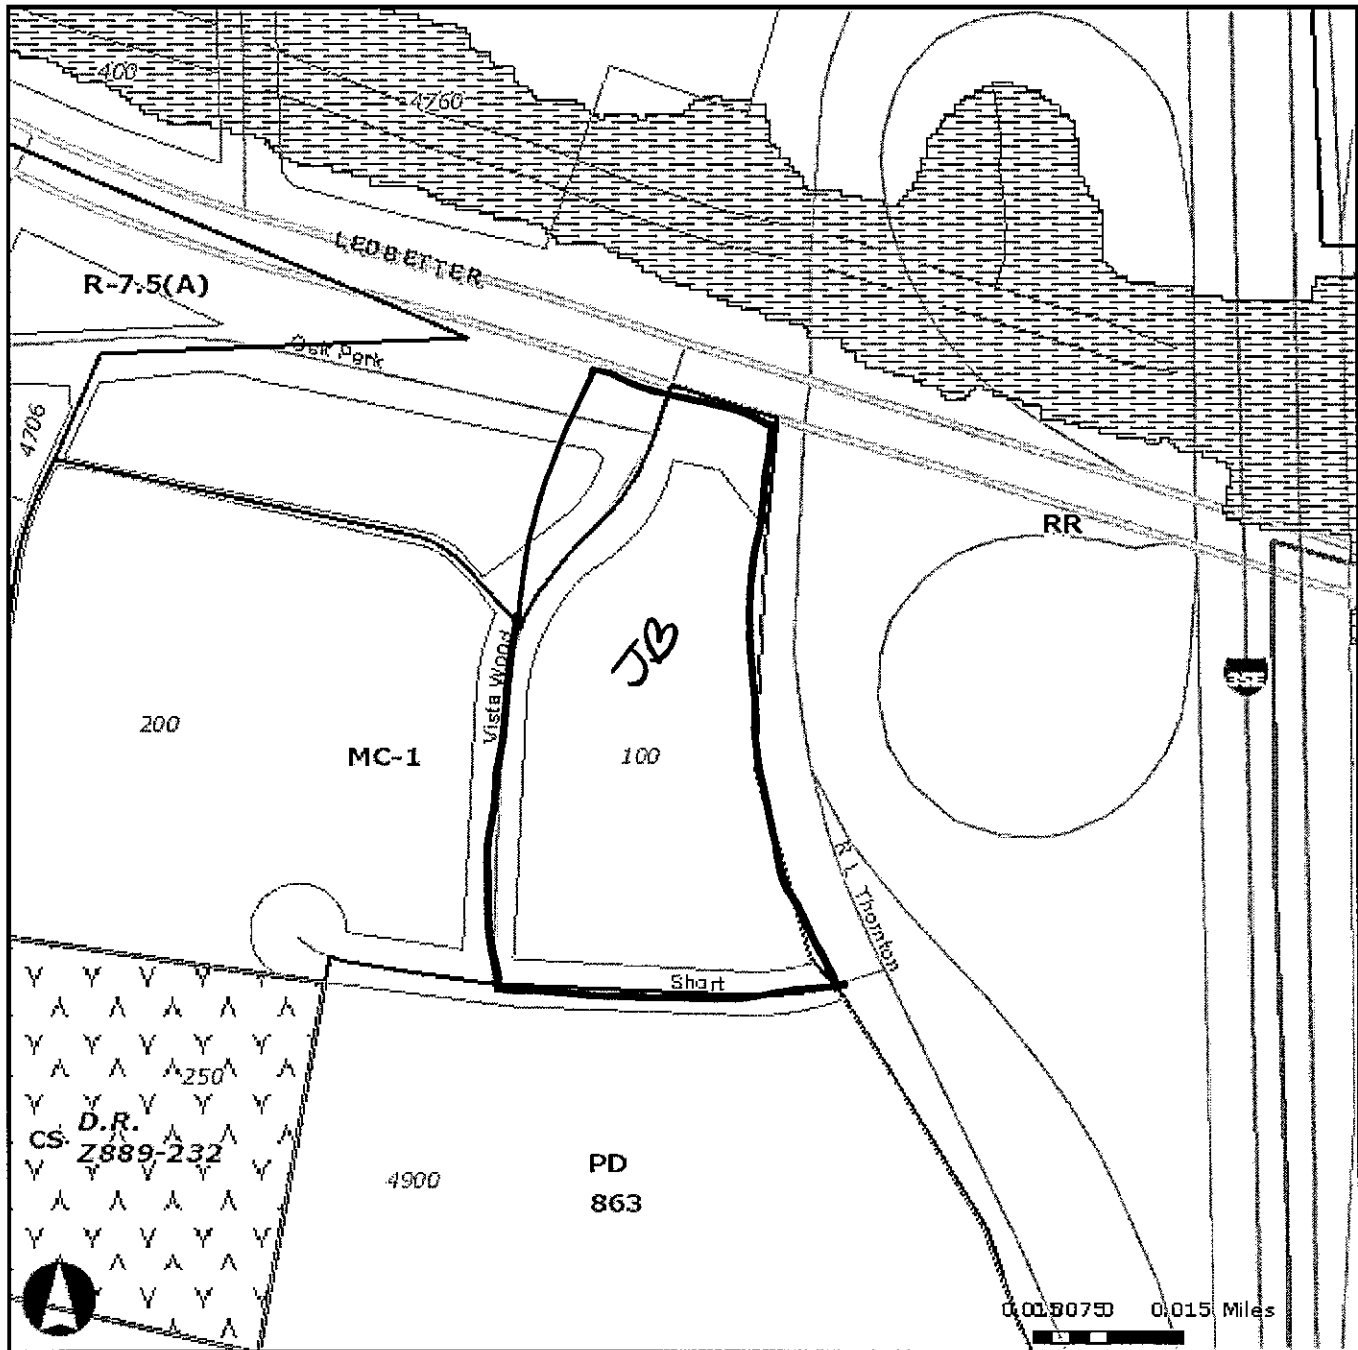 400
4760
LEDBETTER
R-7.5(A)
Oak Park
4706
RR
JB
35E
Vista Wood
200
MC-1
100
R L Thornton
Short
250
D.R.
CS
Z889-232
4900
PD
863
0.015 Miles